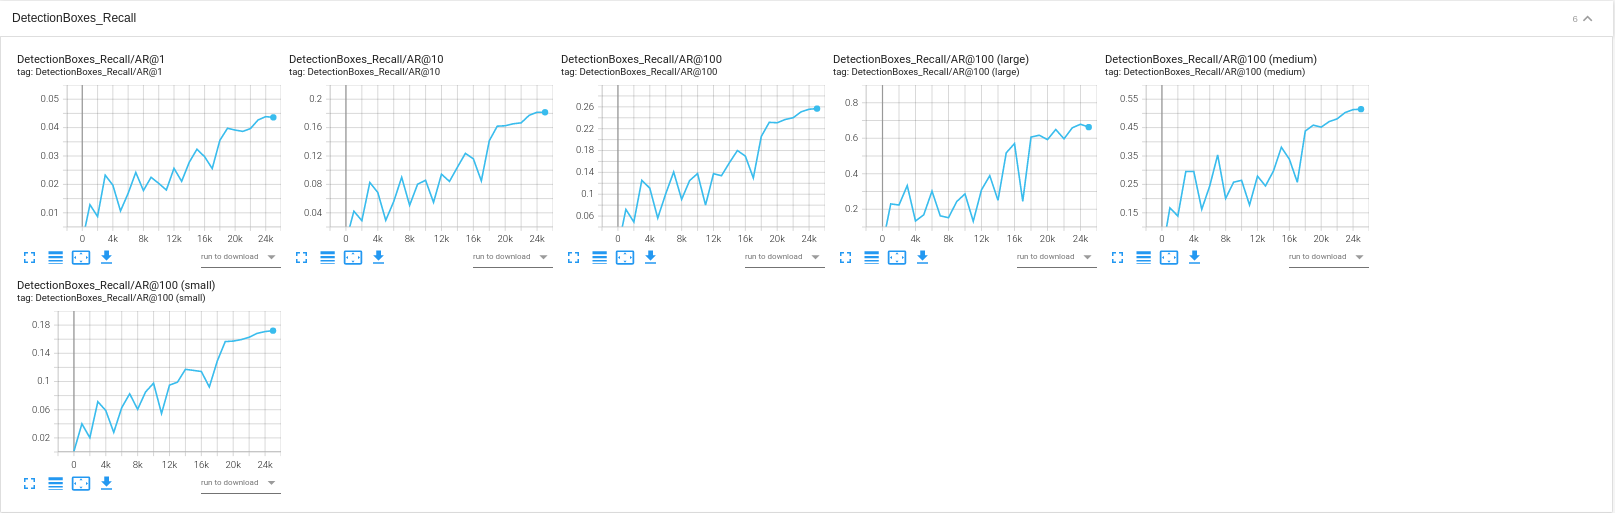 DetectionBoxes_Recall
6
DetectionBoxes_Recall/AR@1
tag: DetectionBoxes_Recall/AR@1
0.05
0.04
0.03
0.02
0.01
0 4k 8k 12k 16k 20k 24k
run to download
DetectionBoxes_Recall/AR@10
tag: DetectionBoxes_Recall/AR@10
0.2
0.16
0.12
0.08
0.04
0 4k 8k 12k 16k 20k 24k
run to download
DetectionBoxes_Recall/AR@100
tag: DetectionBoxes_Recall/AR@100
0.26
0.22
0.18
0.14
0.1
0.06
0 4k 8k 12k 16k 20k 24k
run to download
DetectionBoxes_Recall/AR@100 (large)
tag: DetectionBoxes_Recall/AR@100 (large)
0.8
0.6
0.4
0.2
0 4k 8k 12k 16k 20k 24k
run to download
DetectionBoxes_Recall/AR@100 (medium)
tag: DetectionBoxes_Recall/AR@100 (medium)
0.55
0.45
0.35
0.25
0.15
0 4k 8k 12k 16k 20k 24k
run to download
DetectionBoxes_Recall/AR@100 (small)
tag: DetectionBoxes_Recall/AR@100 (small)
0.18
0.14
0.1
0.06
0.02
0 4k 8k 12k 16k 20k 24k
run to download